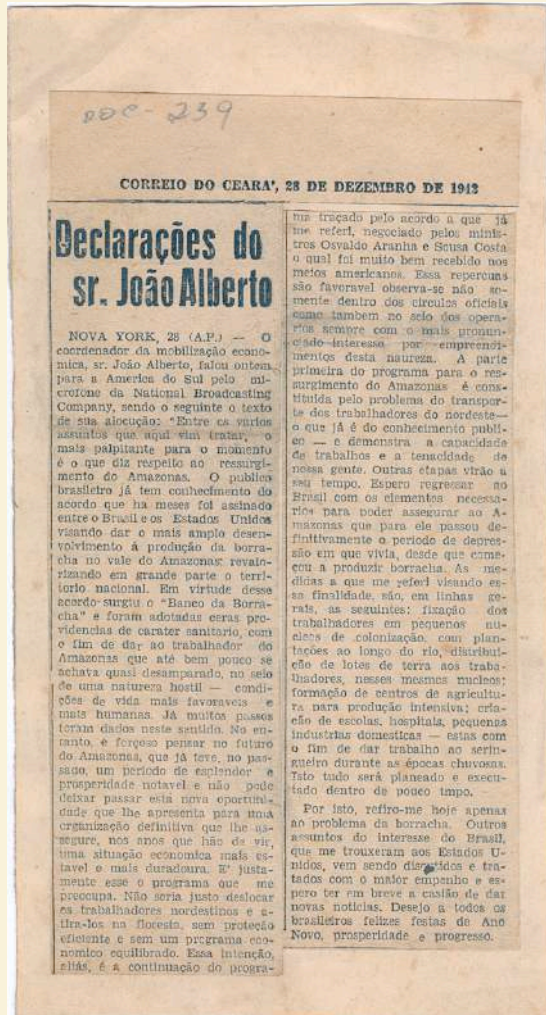 DOC - 239
CORREIO DO CEARA', 28 DE DEZEMBRO DE 1942
Declarações do
sr. João Alberto
NOVA YORK, 28 (A.P.) — O
coordenador da mobilização econo-
mica, sr. João Alberto, falou ontem
para a America do Sul pelo mi-
crofone da National Broadcasting
Company, sendo o seguinte o texto
de sua alocução: "Entre os varios
assuntos que aqui vim tratar, o
mais palpitante para o momento
é o que diz respeito ao ressurgi-
mento do Amazonas. O publico
brasileiro já tem conhecimento do
acordo que ha meses foi assinado
entre o Brasil e os Estados Unidos
visando dar o mais amplo desen-
volvimento á produção da borra-
cha no vale do Amazonas; revalo-
rizando em grande parte o terri-
torio nacional. Em virtude desse
acordo surgiu o "Banco da Borra-
cha" e foram adotadas ceras pro-
videncias de carater sanitario, com
o fim de dar ao trabalhador do
Amazonas que até bem pouco se
achava quasi desamparado, no seio
de uma natureza hostil — condi-
ções de vida mais favoraveis e
mais humanas. Já muitos passos
foram dados neste sentido. No en-
tanto, é forçoso pensar no futuro
do Amazonas, que já teve, no pas-
sado, um periodo de esplendor e
prosperidade notavel e não pode
deixar passar esta nova oportuni-
dade que lhe apresenta para uma
organização definitiva que lhe as-
segure, nos anos que hão de vir,
uma situação economica mais es-
tavel e mais duradoura. E' justa-
mente esse o programa que me
preocupa. Não seria justo deslocar
os trabalhadores nordestinos e a-
tira-los na floresta, sem proteção
eficiente e sem um programa eco-
nomico equilibrado. Essa intenção,
aliás, é a continuação do progra-
ma traçado pelo acordo a que já
me referi, negociado pelos minis-
tres Osvaldo Aranha e Sousa Costa
o qual foi muito bem recebido nos
meios americanos. Essa repercus-
são favoravel observa-se não so-
mente dentro dos circulos oficiais
como tambem no seio dos opera-
rios sempre com o mais pronun-
ciado interesse por empreendi-
mentos desta naureza. A parte
primeira do programa para o res-
surgimento do Amazonas é cons-
tituida pelo problema do transpor-
te dos trabalhadores do nordeste—
o que já é do conhecimento publi-
co — e demonstra a capacidade
de trabalhos e a tenacidade de
nossa gente. Outras etapas virão a
seu tempo. Espero regressar ao
Brasil com os elementos necessa-
rios para poder assegurar ao A-
mazonas que para ele passou de-
finitivamente o periodo de depres-
são em que vivia, desde que come-
çou a produzir borracha. As me-
didas a que me referi visando es-
sa finalidade, são, em linhas ge-
rais, as seguintes: fixação dos
trabalhadores em pequenos nu-
cleos de colonização, com plan-
tações ao longo do rio, distribui-
ção de lotes de terra aos traba-
lhadores, nesses mesmos nucleos;
formação de centros de agricultu-
ra para produção intensiva; cria-
ção de escolas, hospitais, pequenas
industrias domesticas — estas com
o fim de dar trabalho ao serin-
gueiro durante as épocas chuvosas.
Isto tudo será planeado e execu-
tado dentro de pouco tmpo.
Por isto, refiro-me hoje apenas
ao problema da borracha. Outros
assuntos do interesse do Brasil,
que me trouxeram aos Estados U-
nidos, vem sendo discutidos e tra-
tados com o maior empenho e es-
pero ter em breve a casião de dar
novas noticias. Desejo a todos os
brasileiros felizes festas de Ano
Novo, prosperidade e progresso.